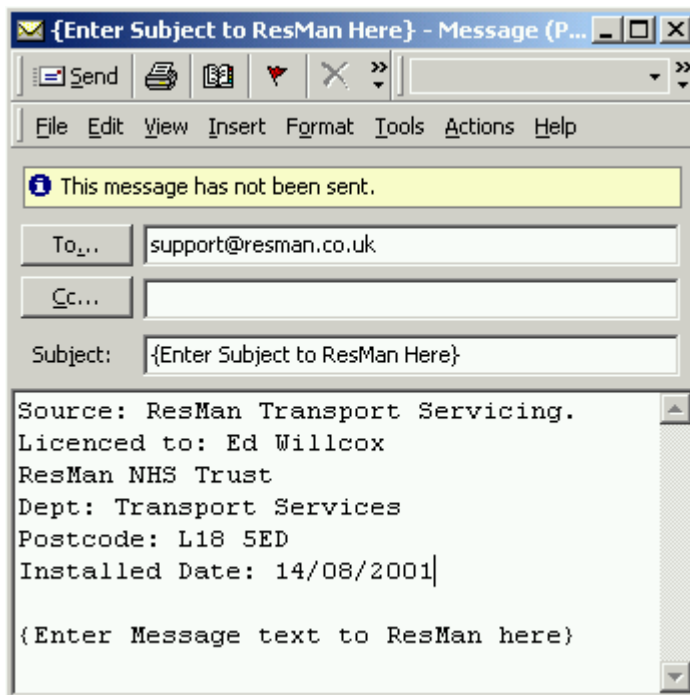 {Enter Subject to ResMan Here} - Message (P...
Send
File Edit View Insert Format Tools Actions Help
This message has not been sent.
To... support@resman.co.uk
Cc...
Subject: {Enter Subject to ResMan Here}
Source: ResMan Transport Servicing.
Licenced to: Ed Willcox
ResMan NHS Trust
Dept: Transport Services
Postcode: L18 5ED
Installed Date: 14/08/2001
{Enter Message text to ResMan here}